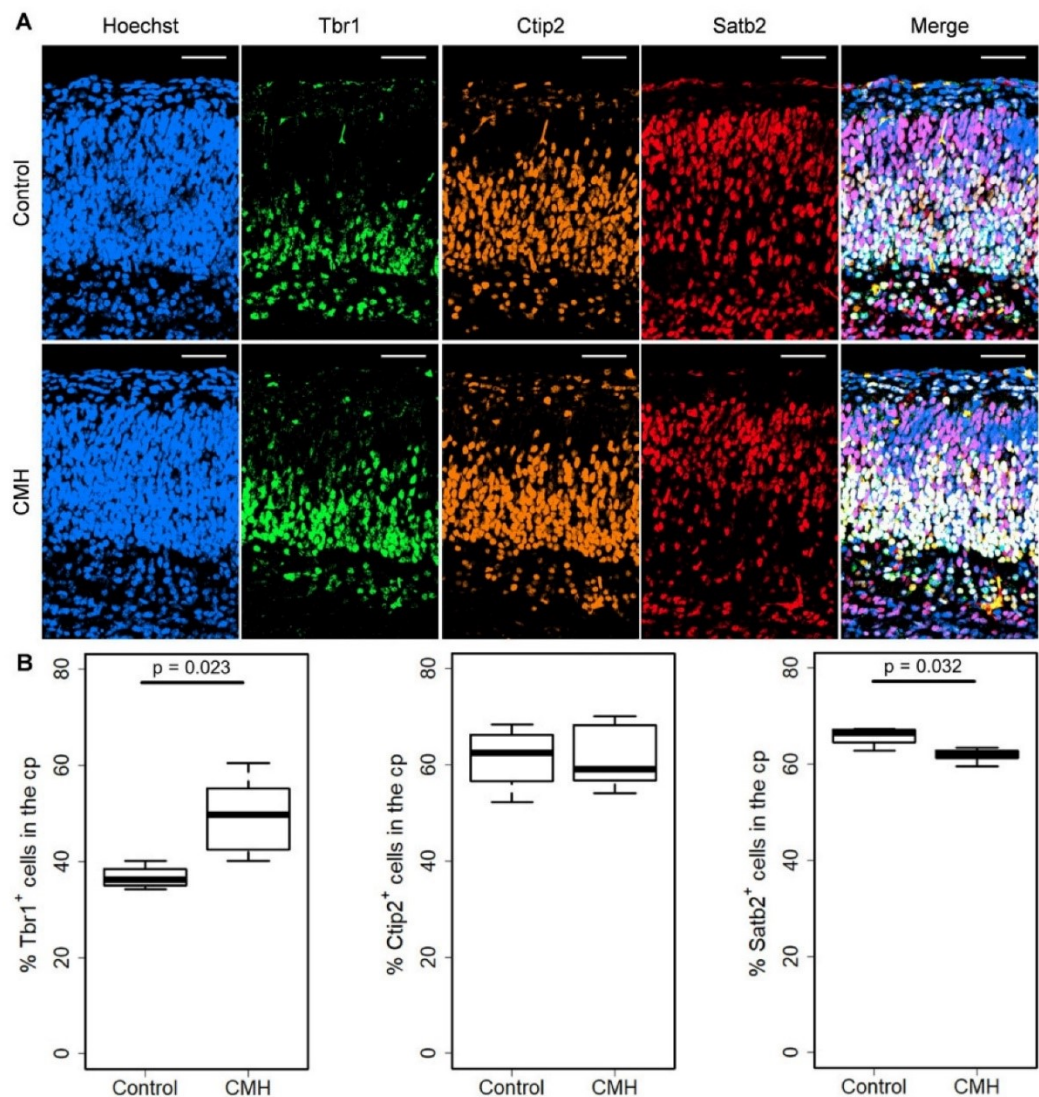 A
Hoechst Tbr1 Ctip2 Satb2 Merge
Control
CMH
B
p = 0.023
% Tbr1+ cells in the cp
80
60
40
20
0
Control CMH
% Ctip2+ cells in the cp
80
60
40
20
0
Control CMH
p = 0.032
% Satb2+ cells in the cp
80
60
40
20
0
Control CMH